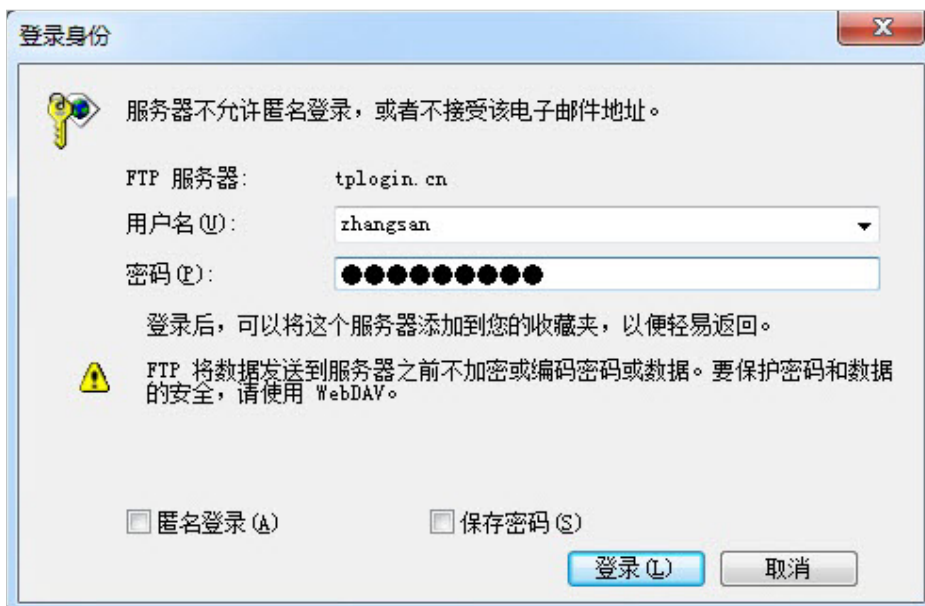 登录身份
服务器不允许匿名登录，或者不接受该电子邮件地址。
FTP 服务器: tplogin.cn
用户名(U): zhangsan
密码(P): ●●●●●●●●●
登录后，可以将这个服务器添加到您的收藏夹，以便轻易返回。
FTP 将数据发送到服务器之前不加密或编码密码或数据。要保护密码和数据
的安全，请使用 WebDAV。
匿名登录(A) 保存密码(S)
登录(L) 取消